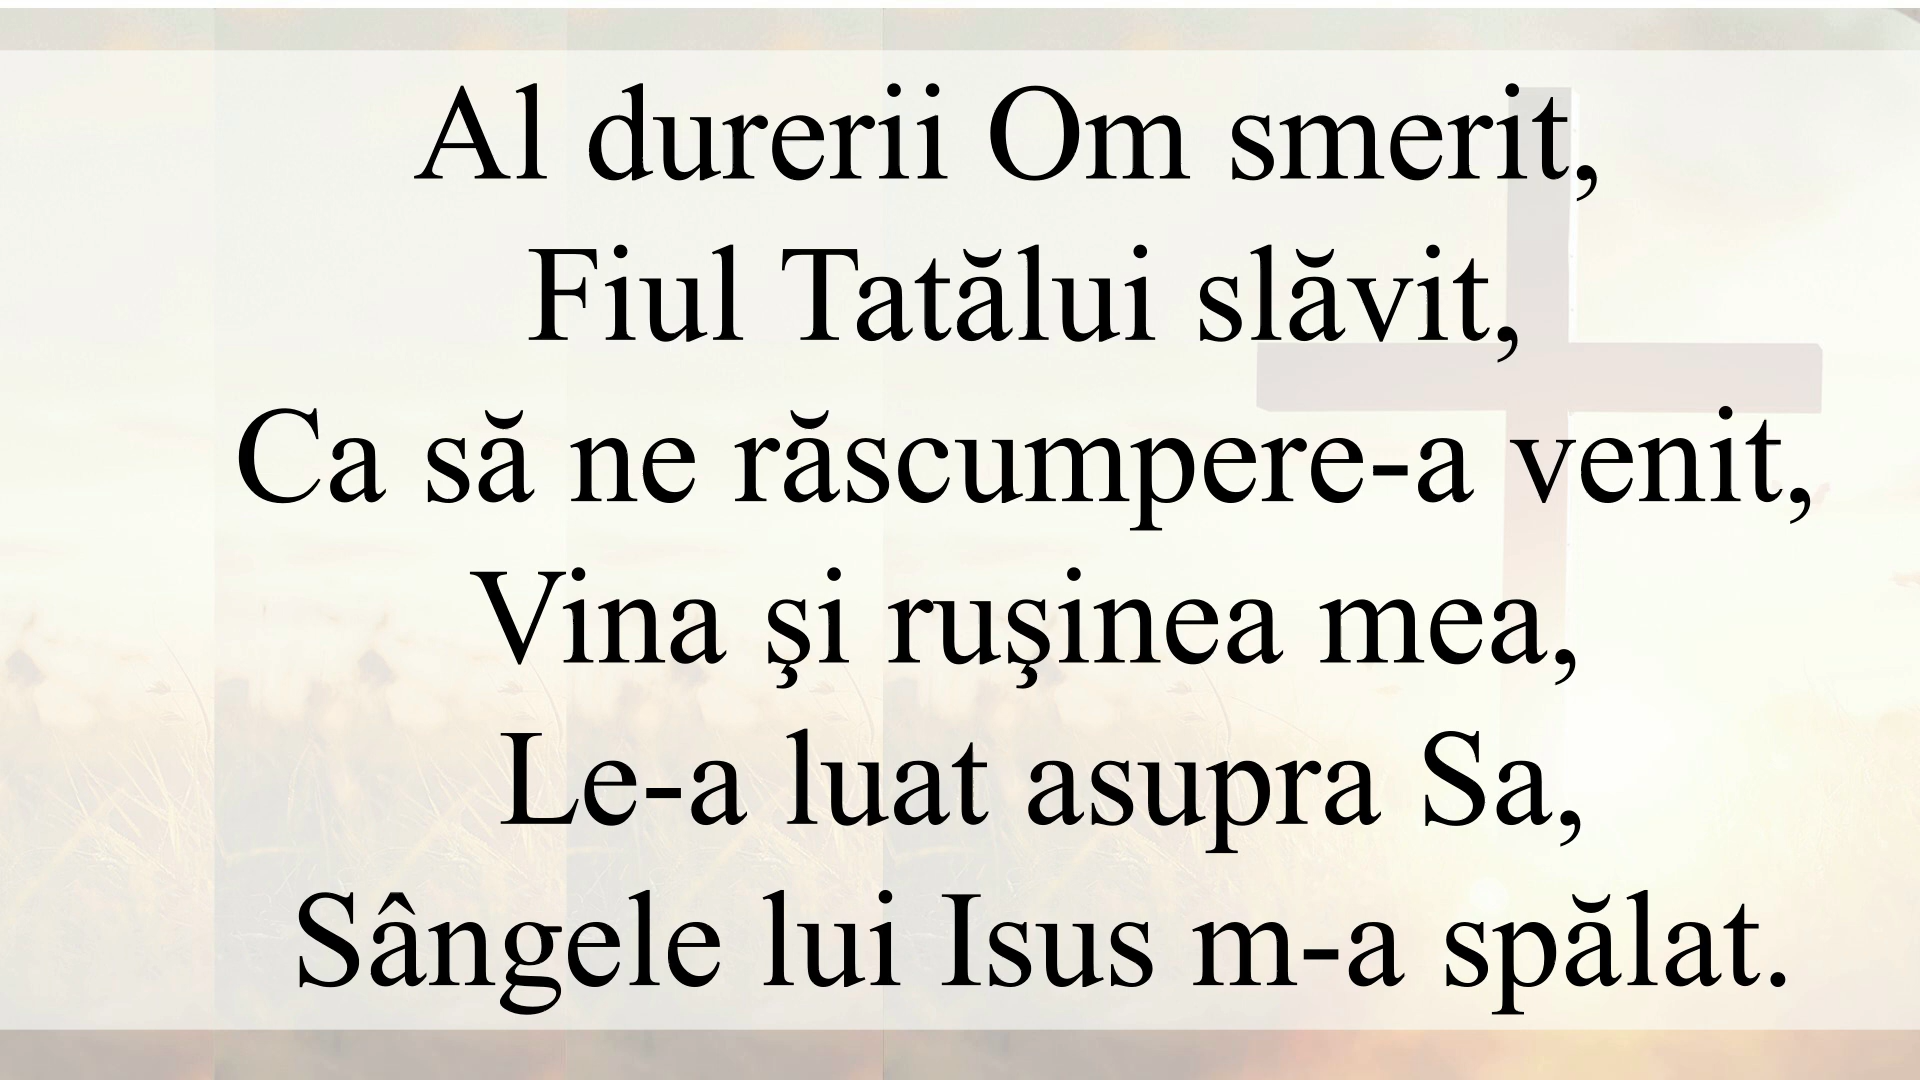 Al durerii Om smerit,
Fiul Tatălui slăvit,
Ca să ne răscumpere-a venit,
Vina şi ruşinea mea,
Le-a luat asupra Sa,
Sângele lui Isus m-a spălat.